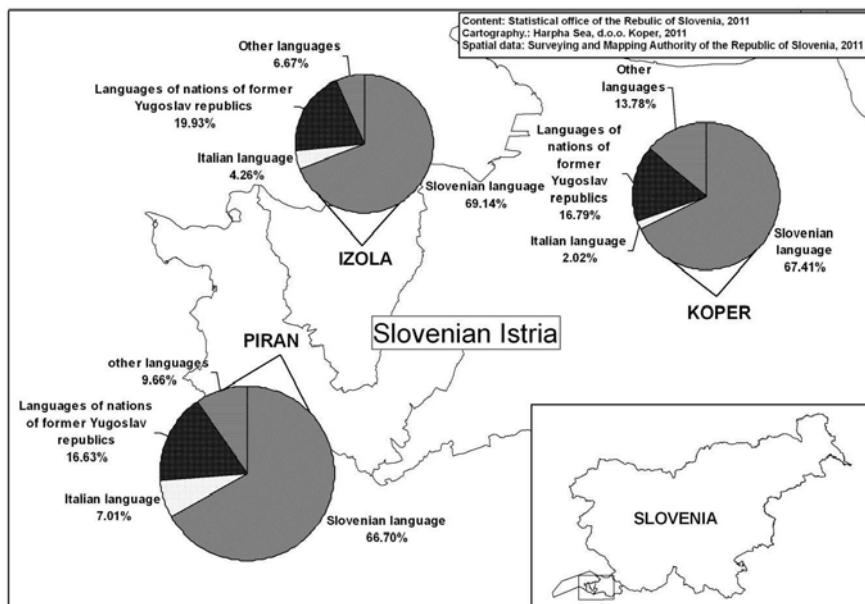 Content: Statistical office of the Rebulic of Slovenia, 2011
Cartography.: Harpha Sea, d.o.o. Koper, 2011
Spatial data: Surveying and Mapping Authority of the Republic of Slovenia, 2011
Other languages
6.67%
Languages of nations of former
Yugoslav republics
19.93%
Italian language
4.26%
Slovenian language
69.14%
IZOLA
Other
languages
13.78%
Languages of
nations of
former
Yugoslav
republics
16.79%
Italian language
2.02%
Slovenian
language
67.41%
KOPER
Slovenian Istria
PIRAN
other languages
9.66%
Languages of nations
of former Yugoslav
republics
16.63%
Italian language
7.01%
Slovenian language
66.70%
SLOVENIA